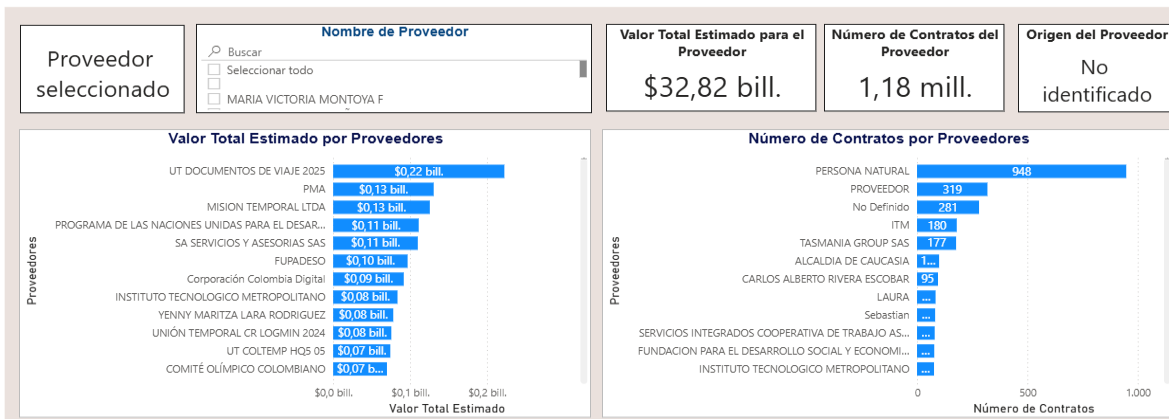 Proveedor
seleccionado
Nombre de Proveedor
Buscar
Seleccionar todo
MARIA VICTORIA MONTOYA F
Valor Total Estimado para el
Proveedor
$32,82 bill.
Número de Contratos del
Proveedor
1,18 mill.
Origen del Proveedor
No
identificado
Valor Total Estimado por Proveedores
Proveedores
UT DOCUMENTOS DE VIAJE 2025 $0,22 bill.
PMA $0,13 bill.
MISION TEMPORAL LTDA $0,13 bill.
PROGRAMA DE LAS NACIONES UNIDAS PARA EL DESAR... $0,11 bill.
SA SERVICIOS Y ASESORIAS SAS $0,11 bill.
FUPADESO $0,10 bill.
Corporación Colombia Digital $0,09 bill.
INSTITUTO TECNOLOGICO METROPOLITANO $0,08 bill.
YENNY MARITZA LARA RODRIGUEZ $0,08 bill.
UNIÓN TEMPORAL CR LOGMIN 2024 $0,08 bill.
UT COLTEMP HQ5 05 $0,07 bill.
COMITÉ OLÍMPICO COLOMBIANO $0,07 b...
$0,0 bill. $0,1 bill. $0,2 bill.
Valor Total Estimado
Número de Contratos por Proveedores
Proveedores
PERSONA NATURAL 948
PROVEEDOR 319
No Definido 281
ITM 180
TASMANIA GROUP SAS 177
ALCALDIA DE CAUCASIA 1...
CARLOS ALBERTO RIVERA ESCOBAR 95
LAURA ...
Sebastian ...
SERVICIOS INTEGRADOS COOPERATIVA DE TRABAJO AS... ...
FUNDACION PARA EL DESARROLLO SOCIAL Y ECONOMI... ...
INSTITUTO TECNOLOGICO METROPOLITANO ...
0 500 1.000
Número de Contratos